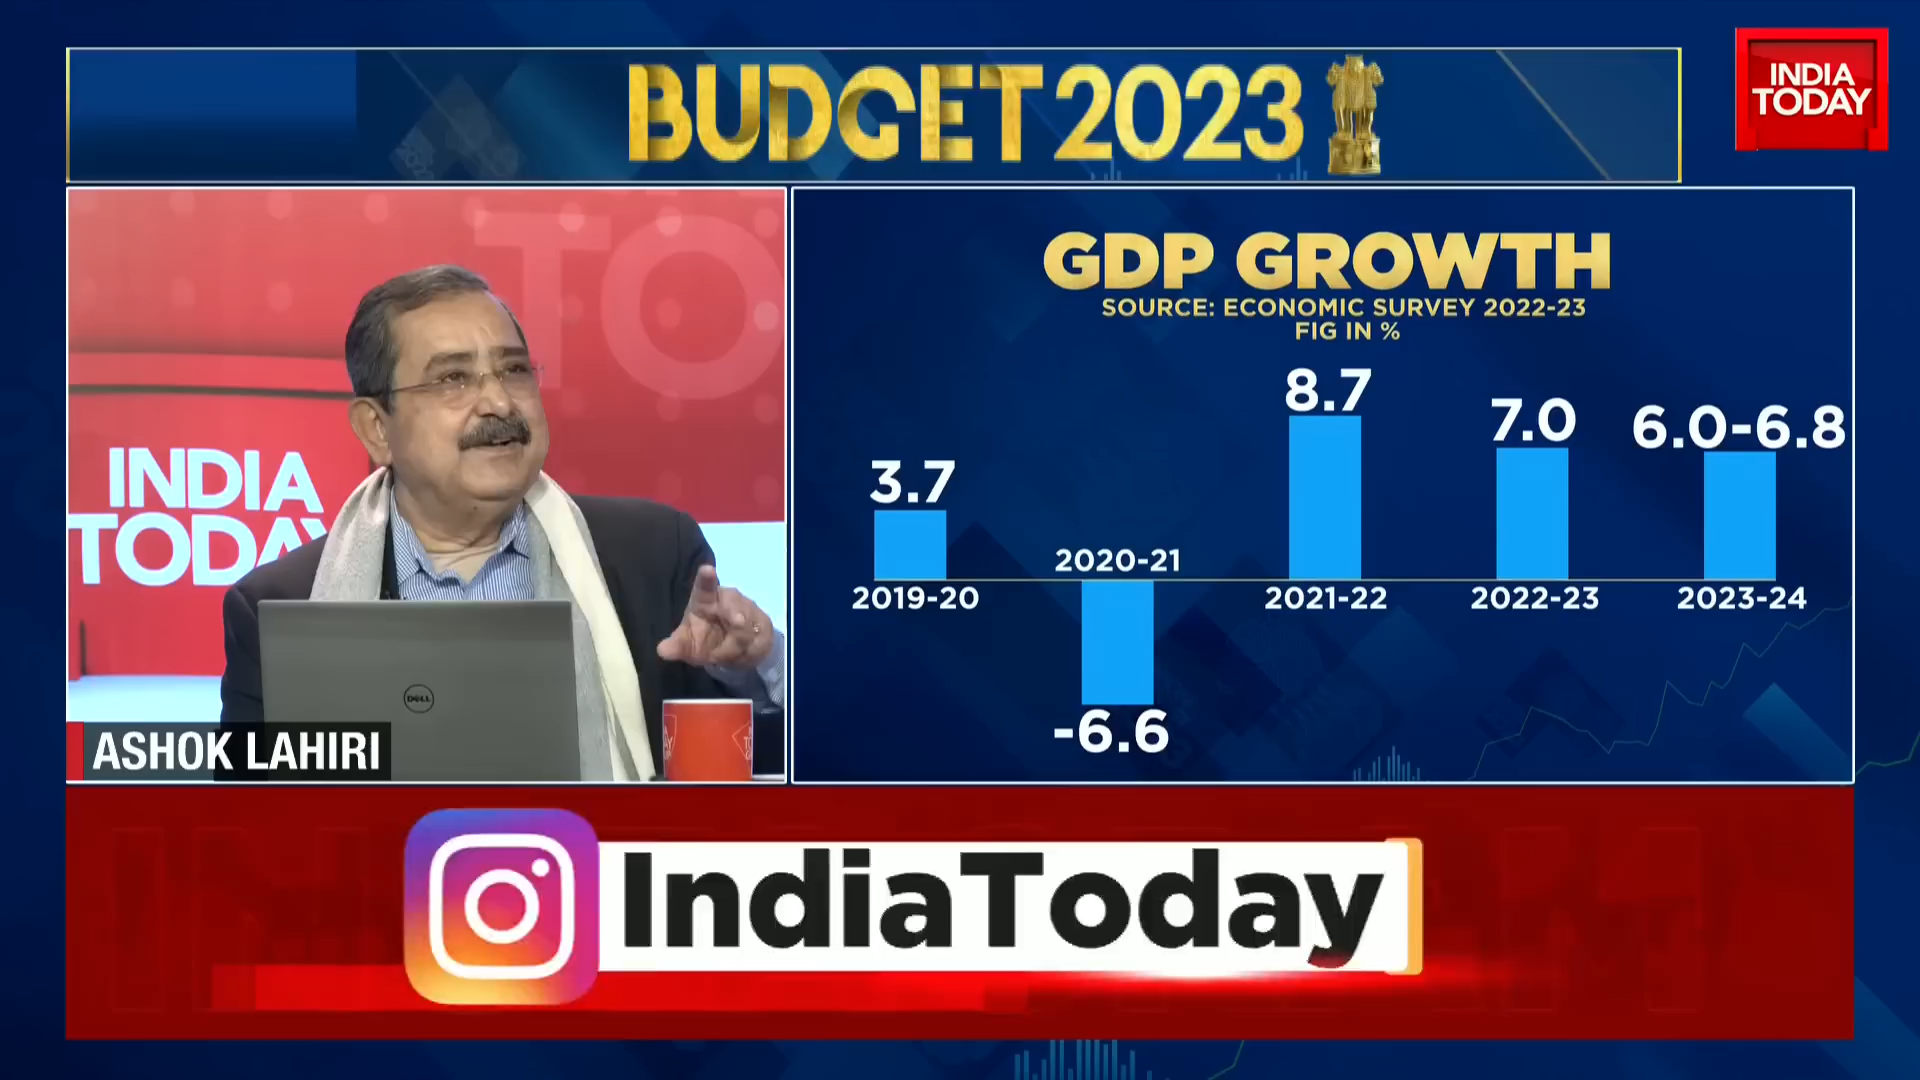 BUDGET 2023
INDIA
TODAY
TO
INDIA
TODAY
DELL
ASHOK LAHIRI
GDP GROWTH
SOURCE: ECONOMIC SURVEY 2022-23
FIG IN %
3.7
8.7
7.0
6.0-6.8
2020-21
2019-20
2021-22
2022-23
2023-24
-6.6
IndiaToday